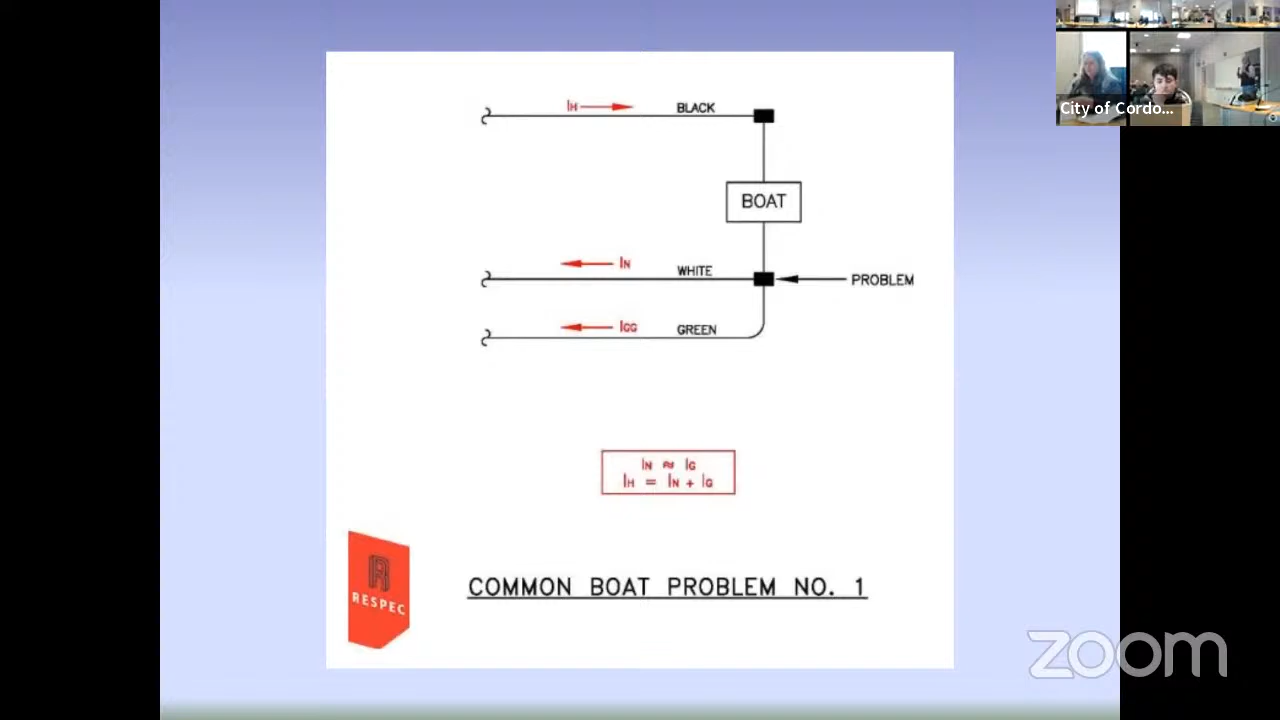 IH
BLACK
City of Cordo...
BOAT
IN
WHITE
PROBLEM
IGG
GREEN
IN ≈ IG
IH = IN + IG
R
RESPEC
COMMON BOAT PROBLEM NO. 1
zoom